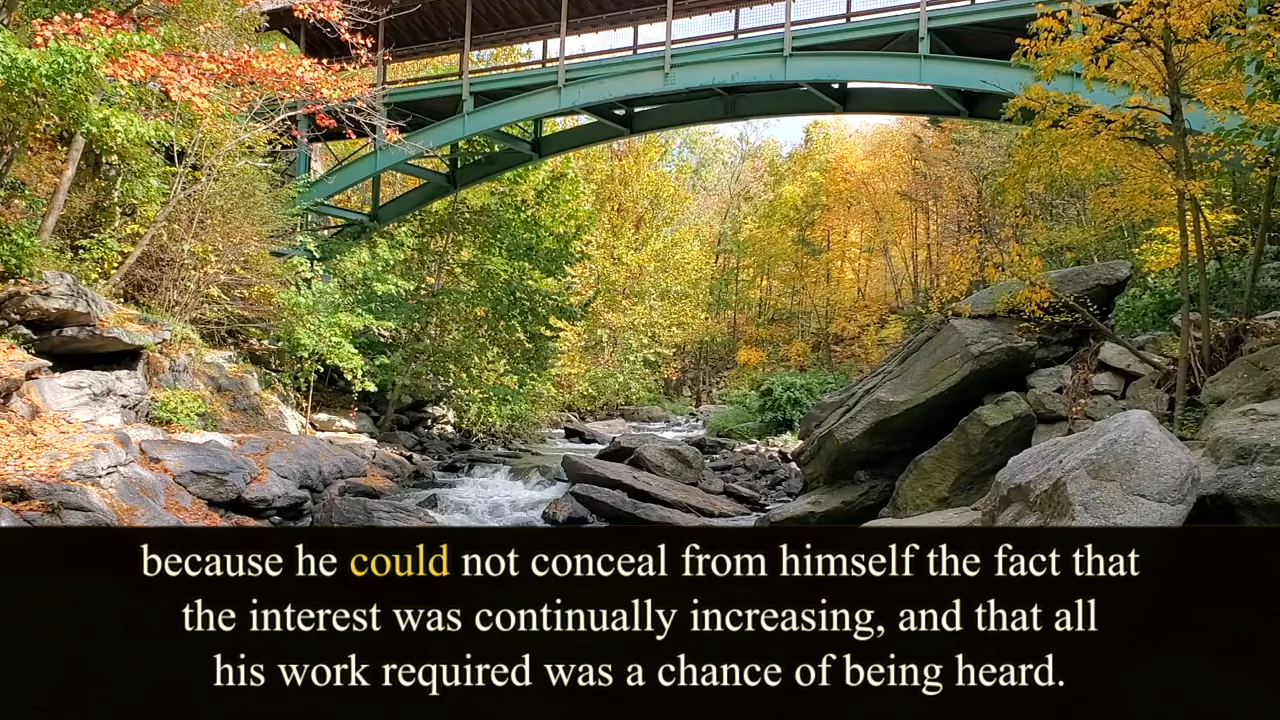 because he could not conceal from himself the fact that
the interest was continually increasing, and that all
his work required was a chance of being heard.